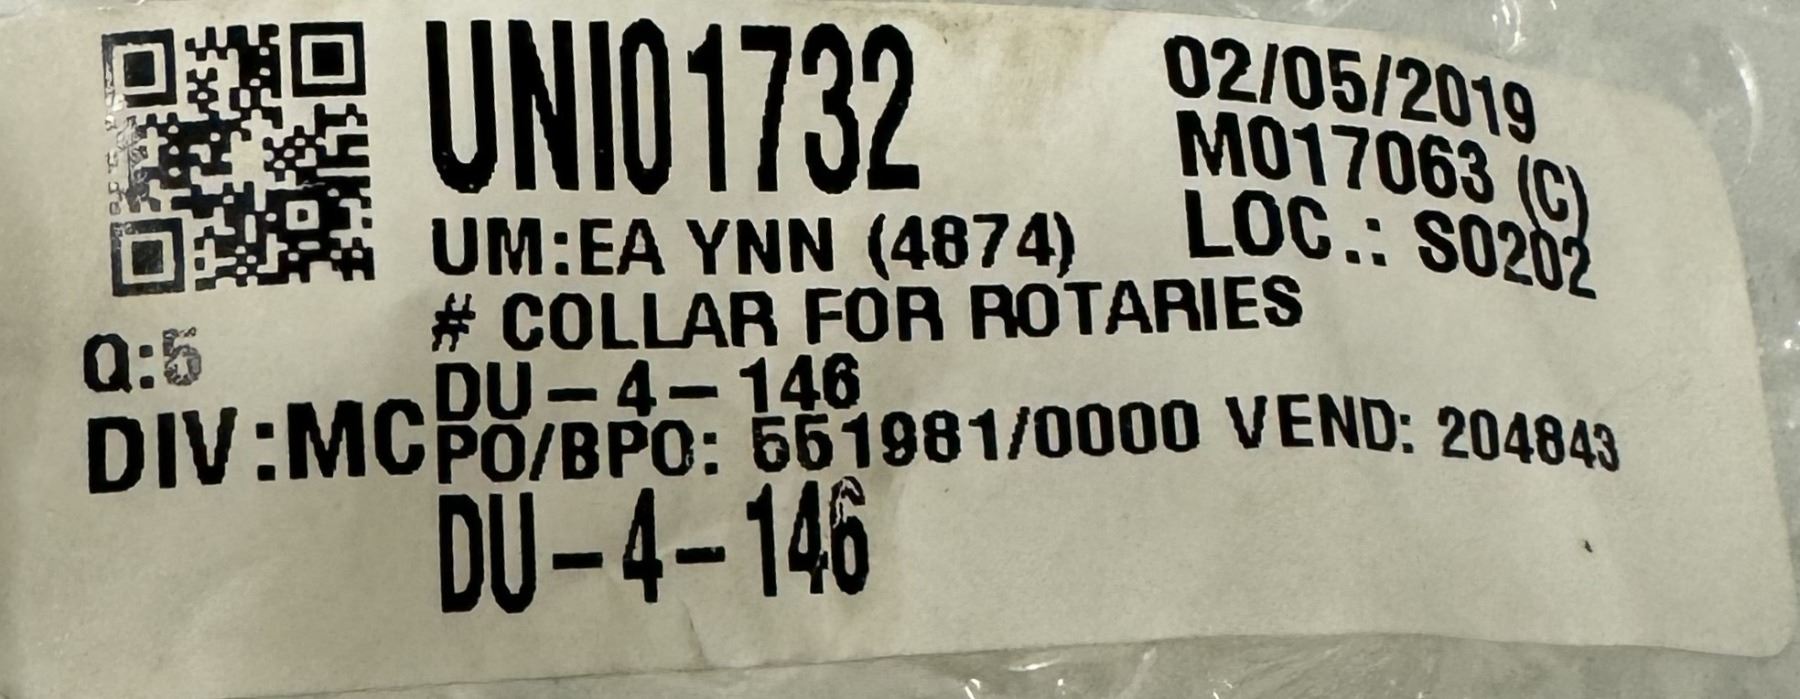 UNI01732
02/05/2019
M017063 (C)
LOC.: S0202
UM:EA YNN (4874)
# COLLAR FOR ROTARIES
Q:5
DU-4-146
DIV:MC
PO/BPO: 551981/0000 VEND: 204843
DU-4-146